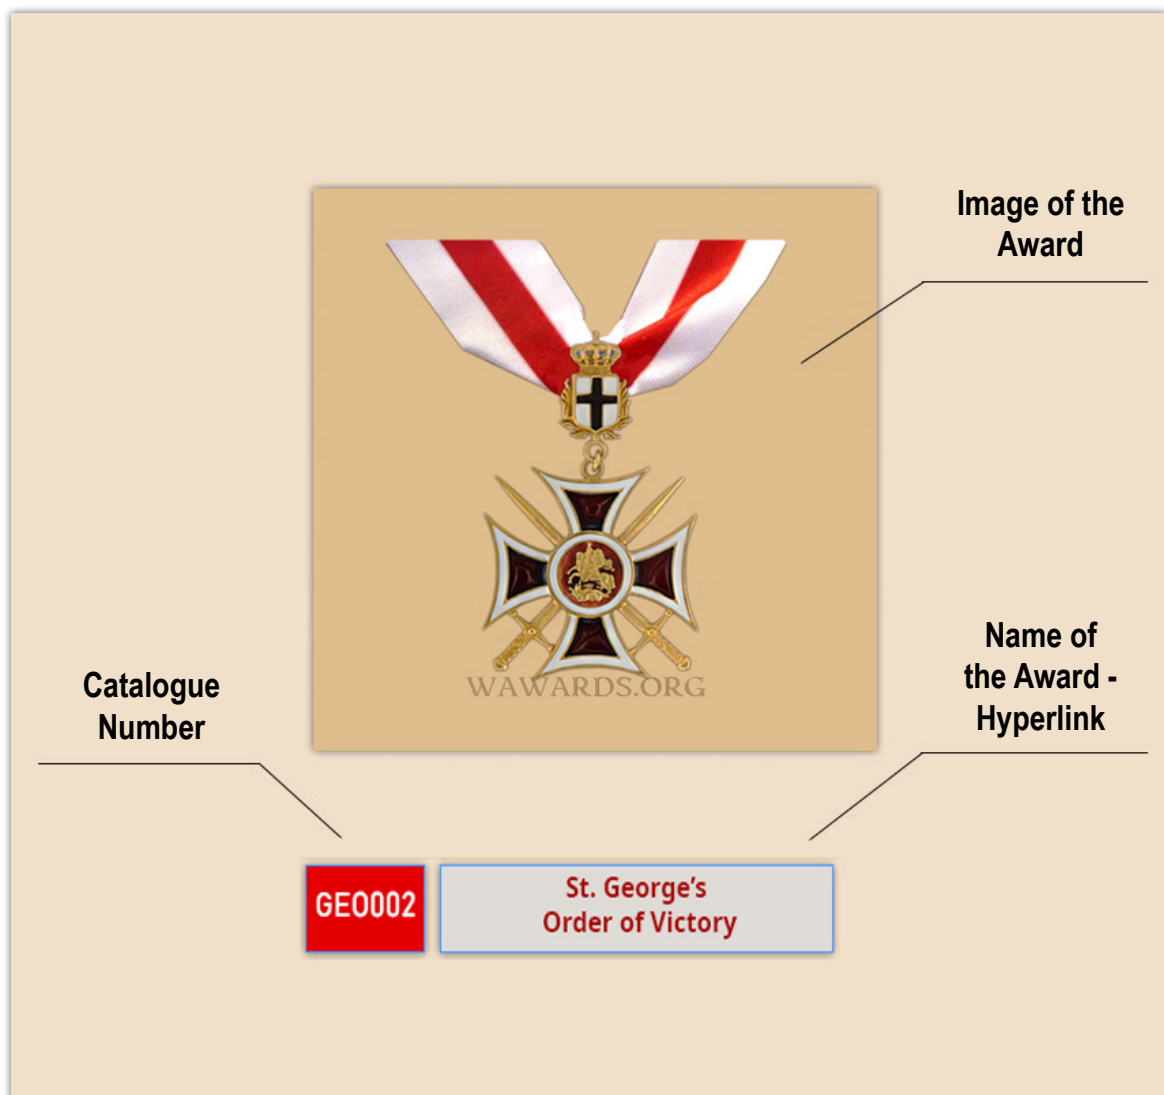 Image of the
Award
WAWARDS.ORG
Name of
the Award -
Hyperlink
Catalogue
Number
GEO002
St. George’s
Order of Victory